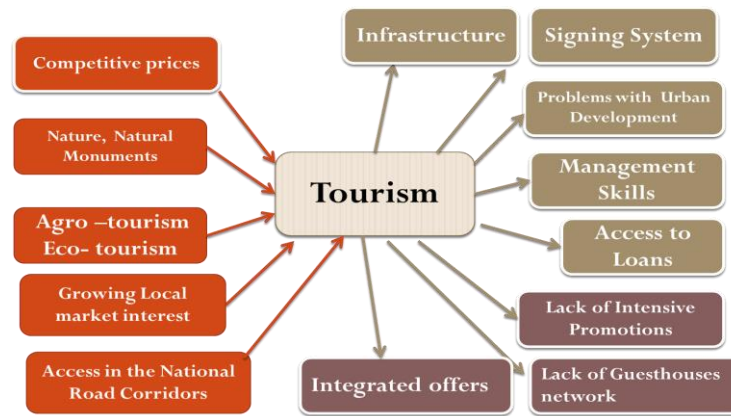 Competitive prices
Nature, Natural
Monuments
Agro –tourism
Eco- tourism
Growing Local
market interest
Access in the National
Road Corridors
Tourism
Infrastructure
Signing System
Problems with Urban
Development
Management
Skills
Access to
Loans
Lack of Intensive
Promotions
Lack of Guesthouses
network
Integrated offers